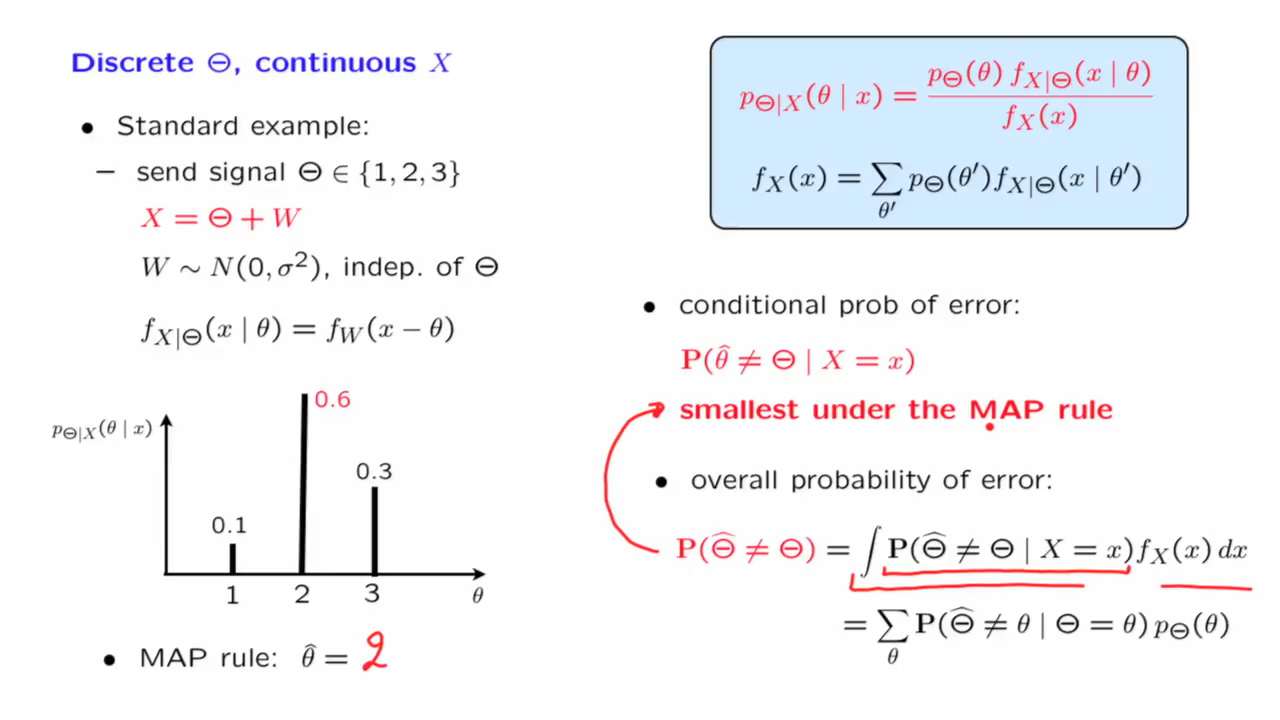 Discrete Θ, continuous X
• Standard example:
– send signal Θ ∈ {1, 2, 3}
X = Θ + W
W ∼ N(0, σ²), indep. of Θ
f_{X|Θ}(x | θ) = f_W(x − θ)
p_{Θ|X}(θ | x)
0.6
0.3
0.1
1 2 3 θ
• MAP rule: θ̂ = 2
p_{Θ|X}(θ | x) = p_Θ(θ) f_{X|Θ}(x | θ) / f_X(x)
f_X(x) = ∑_{θ′} p_Θ(θ′) f_{X|Θ}(x | θ′)
• conditional prob of error:
P(θ̂ ≠ Θ | X = x)
smallest under the MAP rule
• overall probability of error:
P(Θ̂ ≠ Θ) = ∫ P(Θ̂ ≠ Θ | X = x) f_X(x) dx
= ∑_θ P(Θ̂ ≠ θ | Θ = θ) p_Θ(θ)